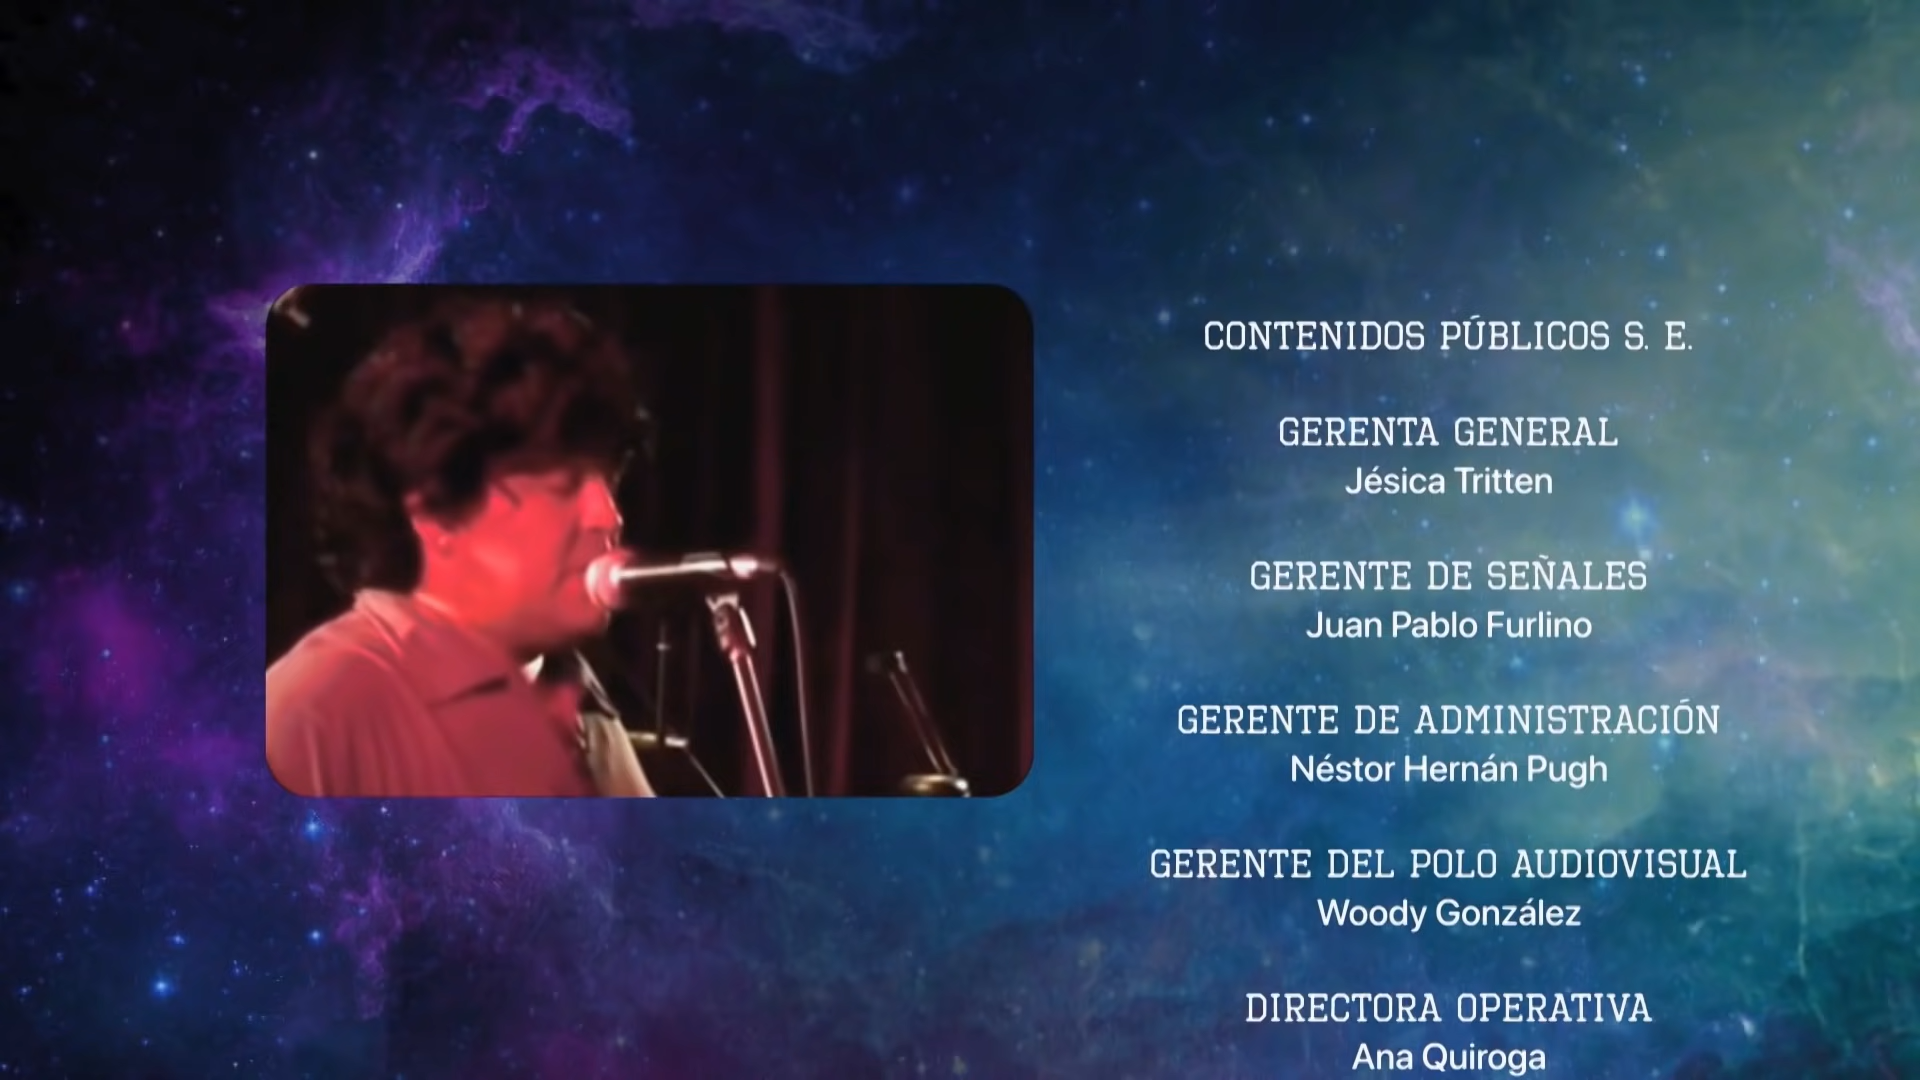 CONTENIDOS PÚBLICOS S. E.
GERENTA GENERAL
Jésica Tritten
GERENTE DE SEÑALES
Juan Pablo Furlino
GERENTE DE ADMINISTRACIÓN
Néstor Hernán Pugh
GERENTE DEL POLO AUDIOVISUAL
Woody González
DIRECTORA OPERATIVA
Ana Quiroga